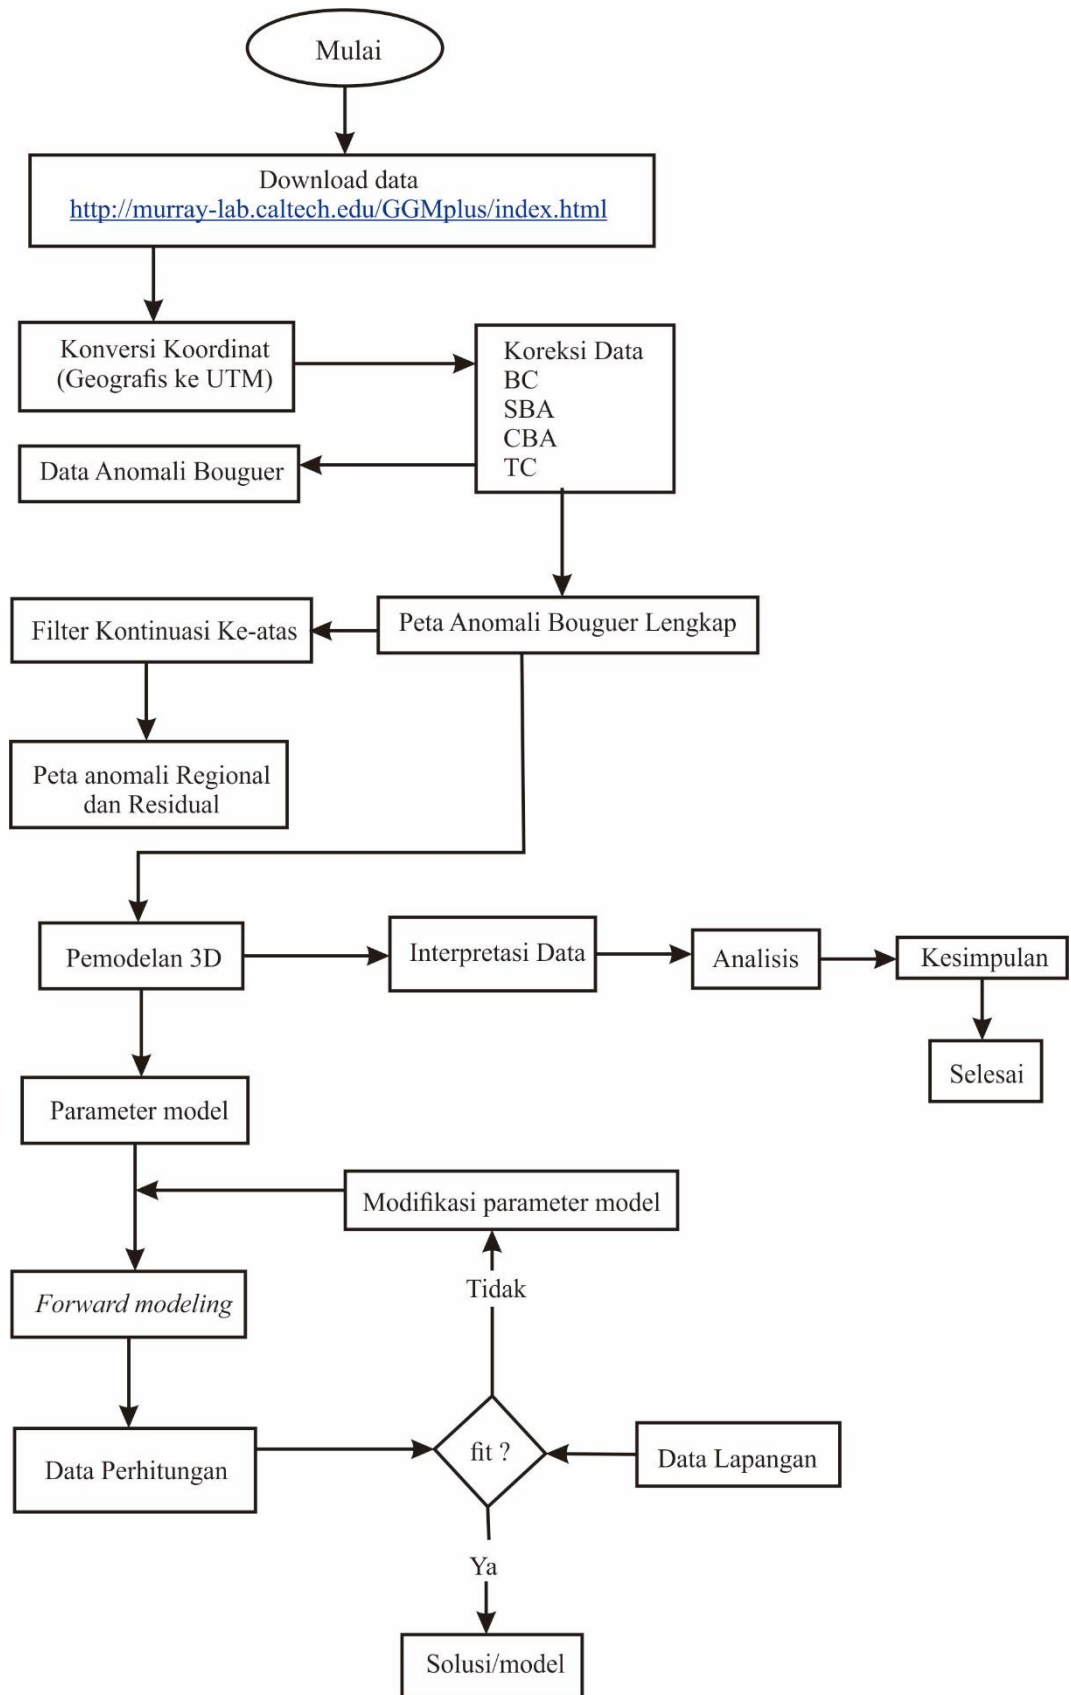 Mulai
Download data
http://murray-lab.caltech.edu/GGMplus/index.html
Konversi Koordinat
(Geografis ke UTM)
Koreksi Data
BC
SBA
CBA
TC
Data Anomali Bouguer
Peta Anomali Bouguer Lengkap
Filter Kontinuasi Ke-atas
Peta anomali Regional
dan Residual
Pemodelan 3D
Interpretasi Data
Analisis
Kesimpulan
Selesai
Parameter model
Modifikasi parameter model
Forward modeling
Tidak
Data Perhitungan
fit ?
Data Lapangan
Ya
Solusi/model